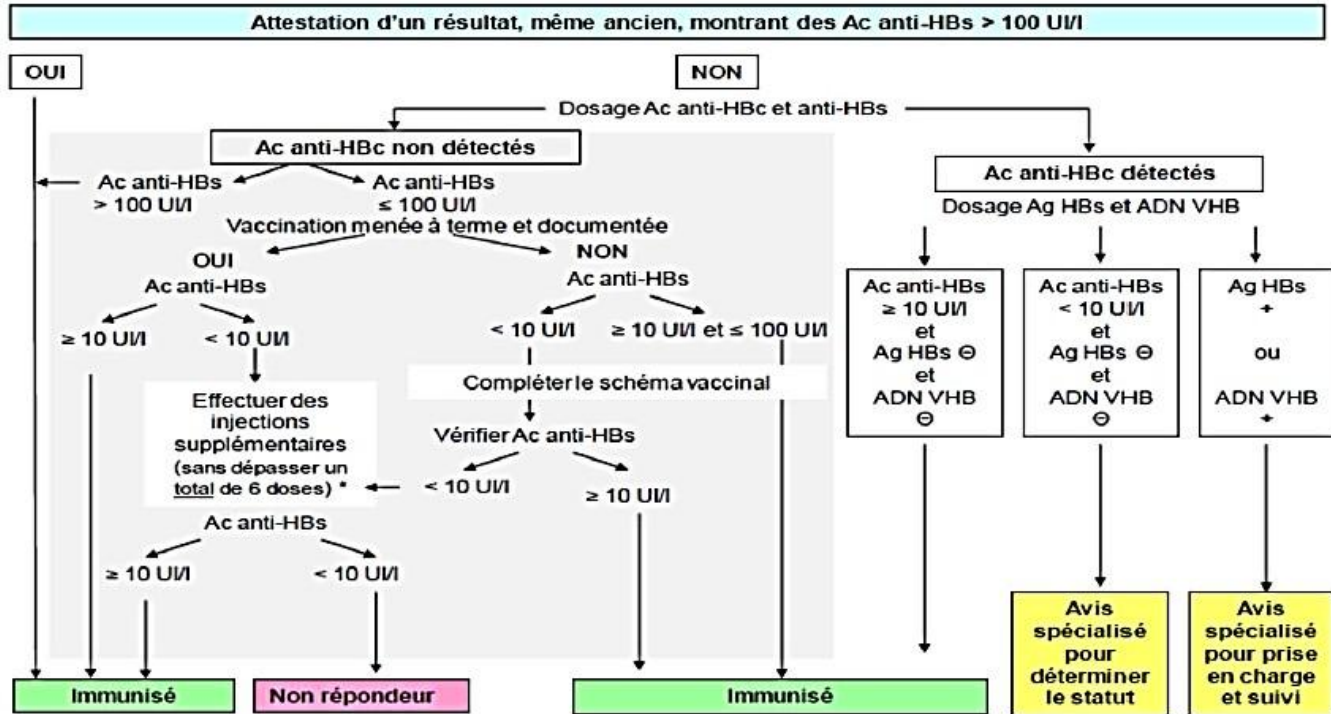 Attestation d'un résultat, même ancien, montrant des Ac anti-HBs > 100 UI/l
OUI
NON
Dosage Ac anti-HBc et anti-HBs
Ac anti-HBc non détectés
Ac anti-HBs
> 100 UI/l
Ac anti-HBs
≤ 100 UI/l
Vaccination menée à terme et documentée
OUI
Ac anti-HBs
≥ 10 UI/l
< 10 UI/l
Effectuer des
injections
supplémentaires
(sans dépasser un
total de 6 doses) *
NON
Ac anti-HBs
< 10 UI/l
≥ 10 UI/l et ≤ 100 UI/l
Compléter le schéma vaccinal
Vérifier Ac anti-HBs
< 10 UI/l
≥ 10 UI/l
Ac anti-HBs
≥ 10 UI/l
< 10 UI/l
Ac anti-HBc détectés
Dosage Ag HBs et ADN VHB
Ac anti-HBs
≥ 10 UI/l
et
Ag HBs ⊖
et
ADN VHB
⊖
Ac anti-HBs
< 10 UI/l
et
Ag HBs ⊖
et
ADN VHB
⊖
Ag HBs
+
ou
ADN VHB
+
Immunisé
Non répondeur
Immunisé
Avis
spécialisé
pour
déterminer
le statut
Avis
spécialisé
pour prise
en charge
et suivi